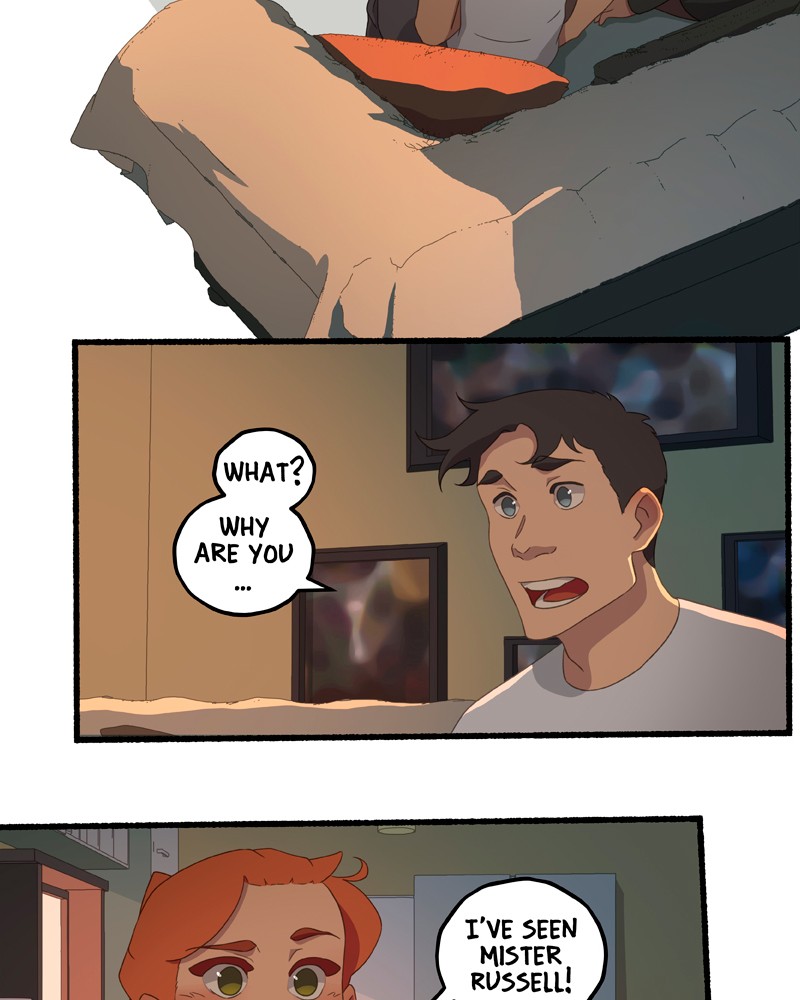 WHAT?
WHY
ARE YOU
...
I'VE SEEN
MISTER
RUSSELL!